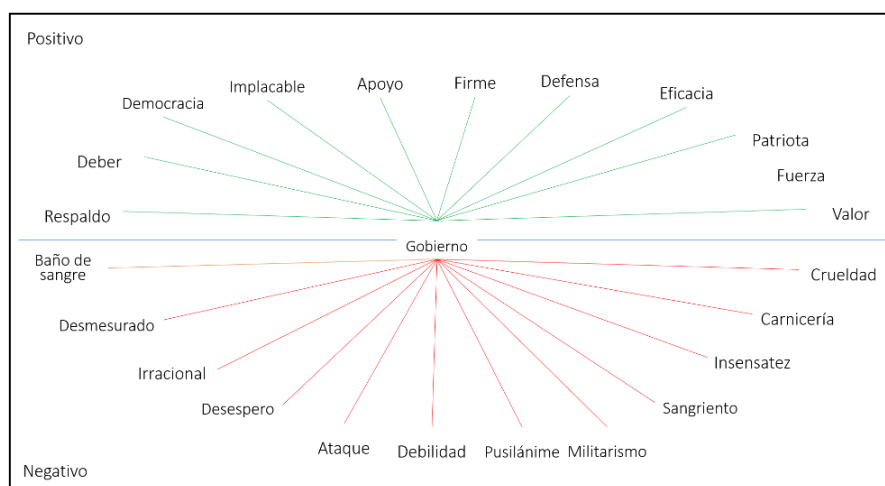 Positivo
Implacable
Apoyo
Firme
Defensa
Eficacia
Democracia
Patriota
Deber
Fuerza
Respaldo
Valor
Gobierno
Baño de
sangre
Crueldad
Desmesurado
Carnicería
Irracional
Insensatez
Desespero
Sangriento
Ataque
Debilidad
Pusilánime
Militarismo
Negativo